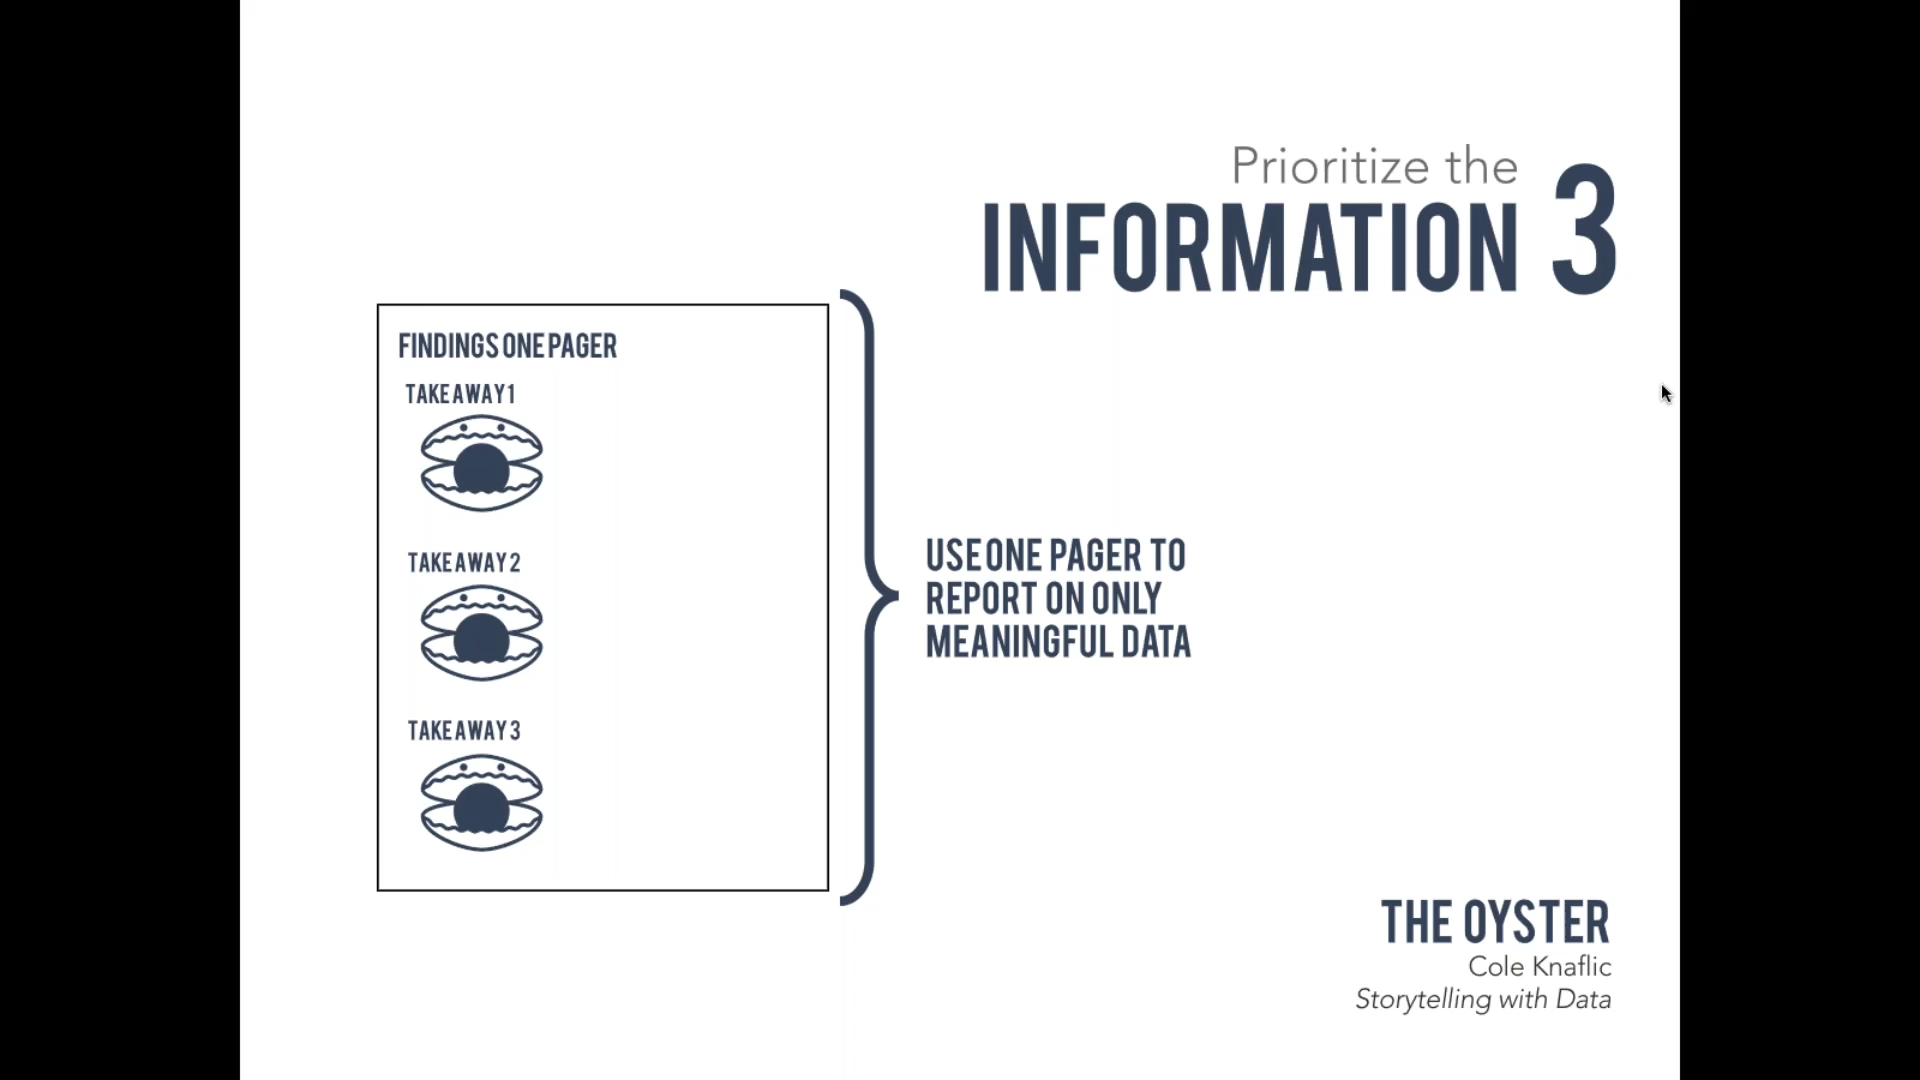 Prioritize the
INFORMATION 3
FINDINGS ONE PAGER
TAKEAWAY 1
TAKEAWAY 2
TAKEAWAY 3
USE ONE PAGER TO
REPORT ON ONLY
MEANINGFUL DATA
THE OYSTER
Cole Knaflic
Storytelling with Data